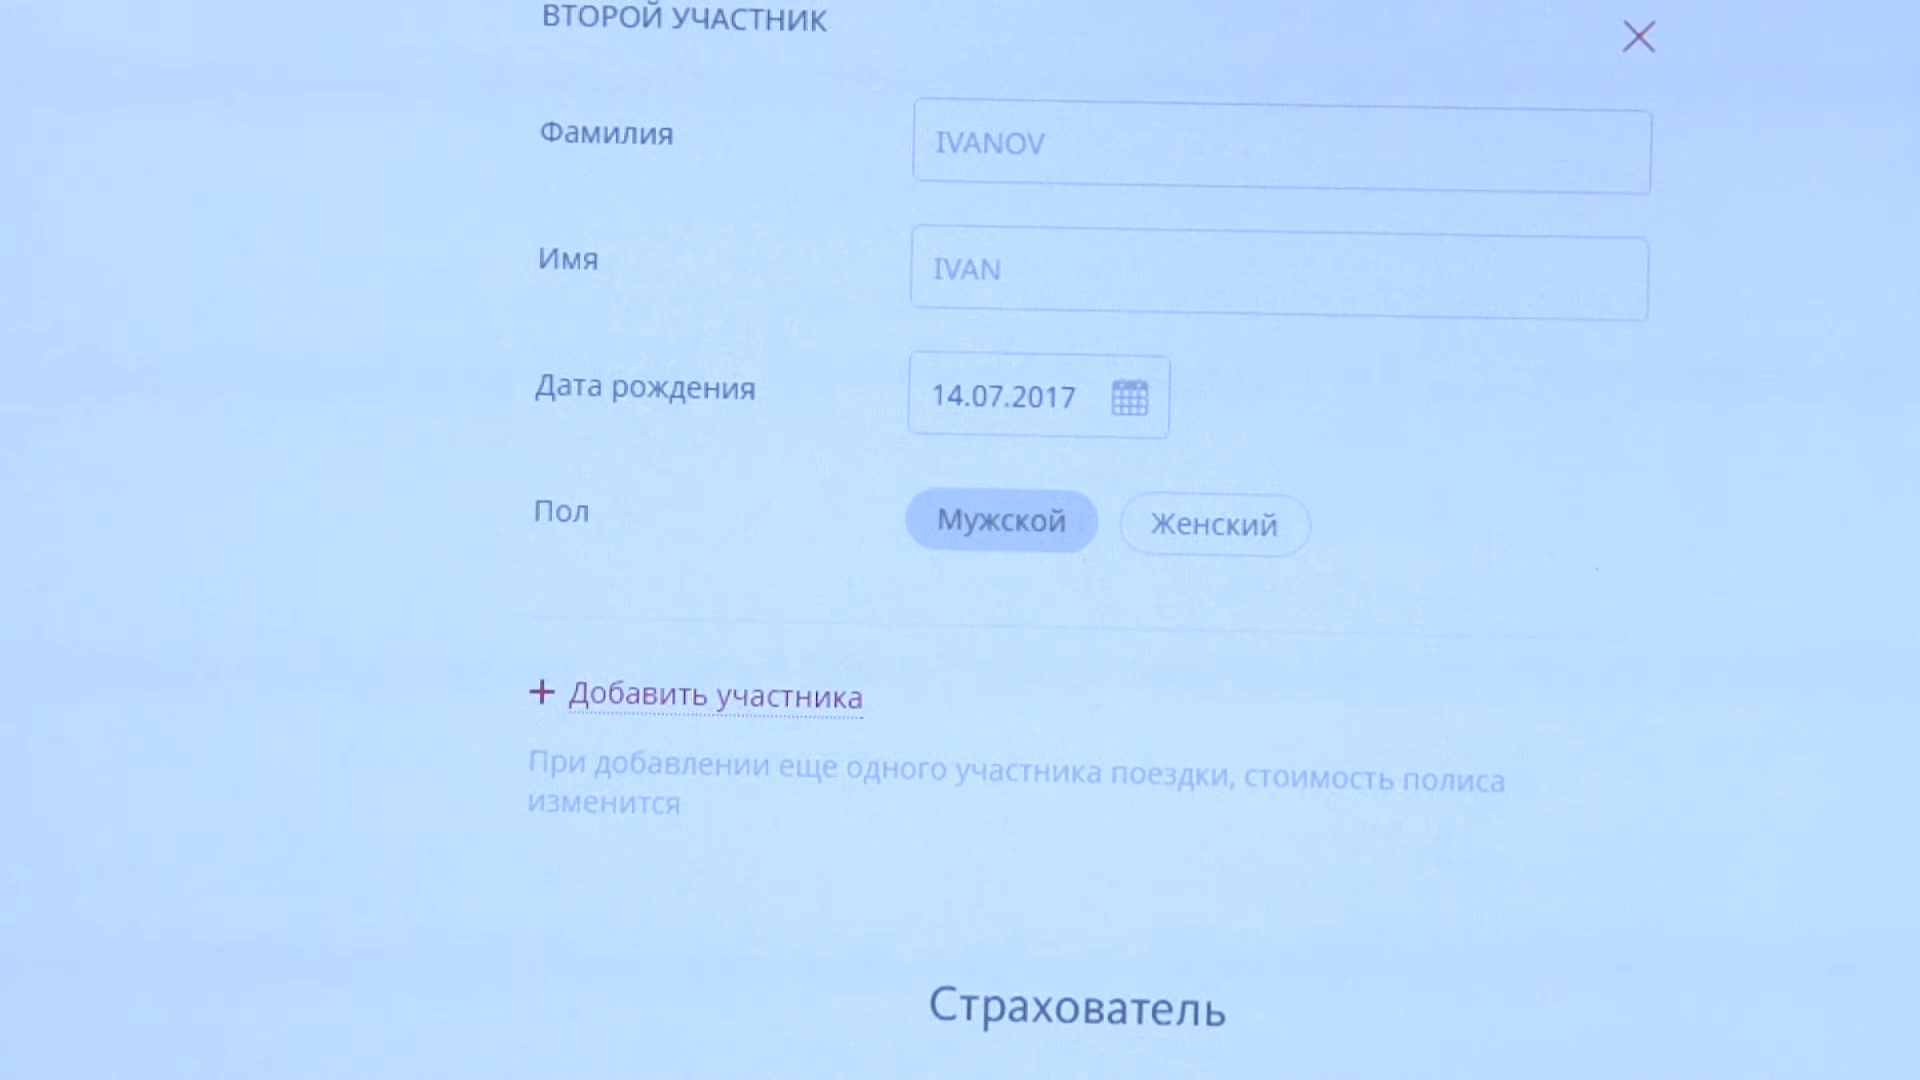 ВТОРОЙ УЧАСТНИК
Фамилия
IVANOV
Имя
IVAN
Дата рождения
14.07.2017
Пол
Мужской
Женский
+ Добавить участника
При добавлении еще одного участника поездки, стоимость полиса
изменится
Страхователь